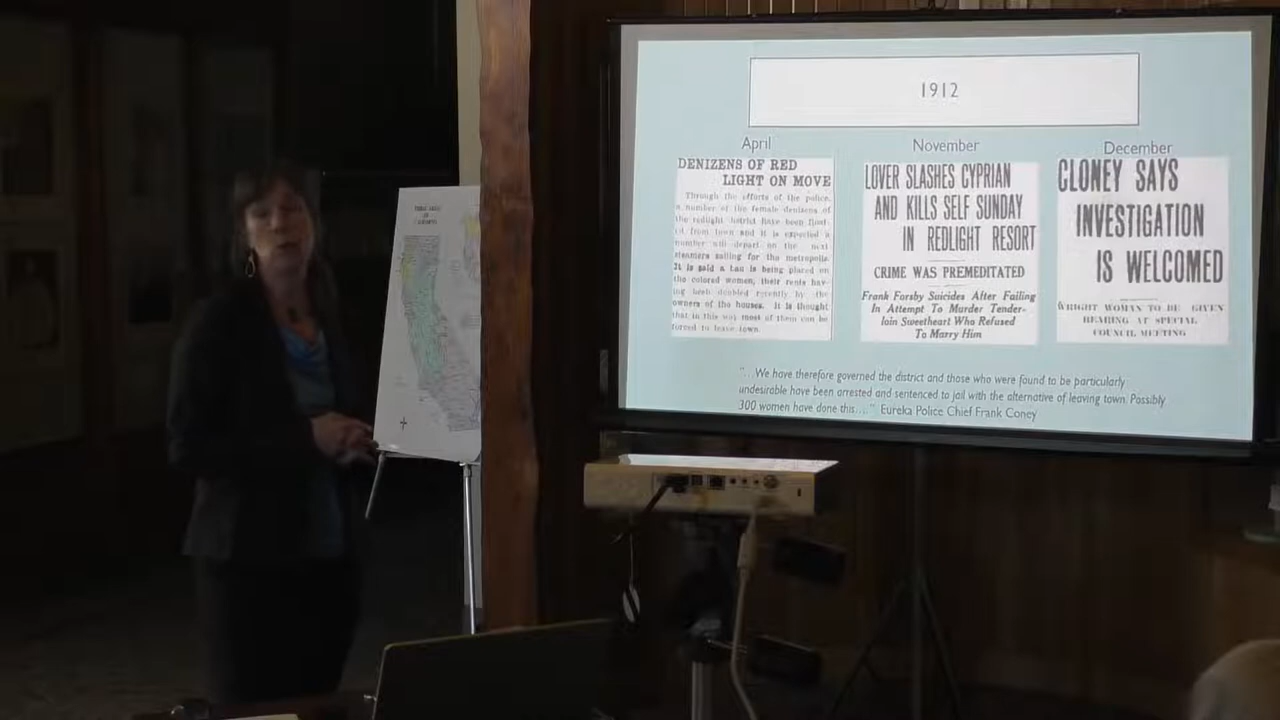 1912
April
DENIZENS OF RED
LIGHT ON MOVE
Through the efforts of the police,
a number of the female denizens of
the redlight district have been
from town and it is expected a
number will depart on the next
steamers sailing for the metropolis.
It is said a tax is being placed on
the colored women, their rents hav-
ing been doubled recently by the
owners of the houses. It is thought
that in this way most of them can be
forced to leave town.
November
LOVER SLASHES CYPRIAN
AND KILLS SELF SUNDAY
IN REDLIGHT RESORT
CRIME WAS PREMEDITATED
Frank Forsby Suicides After Failing
In Attempt To Murder Tender-
loin Sweetheart Who Refused
To Marry Him
December
CLONEY SAYS
INVESTIGATION
IS WELCOMED
WRIGHT WOMAN TO BE GIVEN
HEARING AT SPECIAL
COUNCIL MEETING
"...We have therefore governed the district and those who were found to be particularly
undesirable have been arrested and sentenced to jail with the alternative of leaving town. Possibly
300 women have done this...." Eureka Police Chief Frank Coney